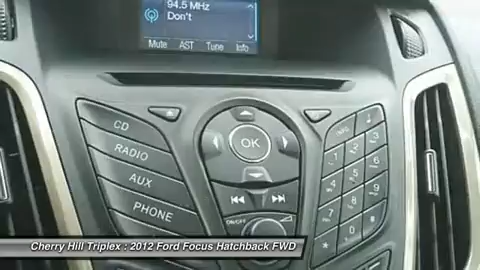 94.5 MHz
Don't
Mute AST Tune Info
CD
RADIO
AUX
PHONE
OK
INFO
1 2 3
4 5 6
7 8 9
ON/OFF
Cherry Hill Triplex : 2012 Ford Focus Hatchback FWD